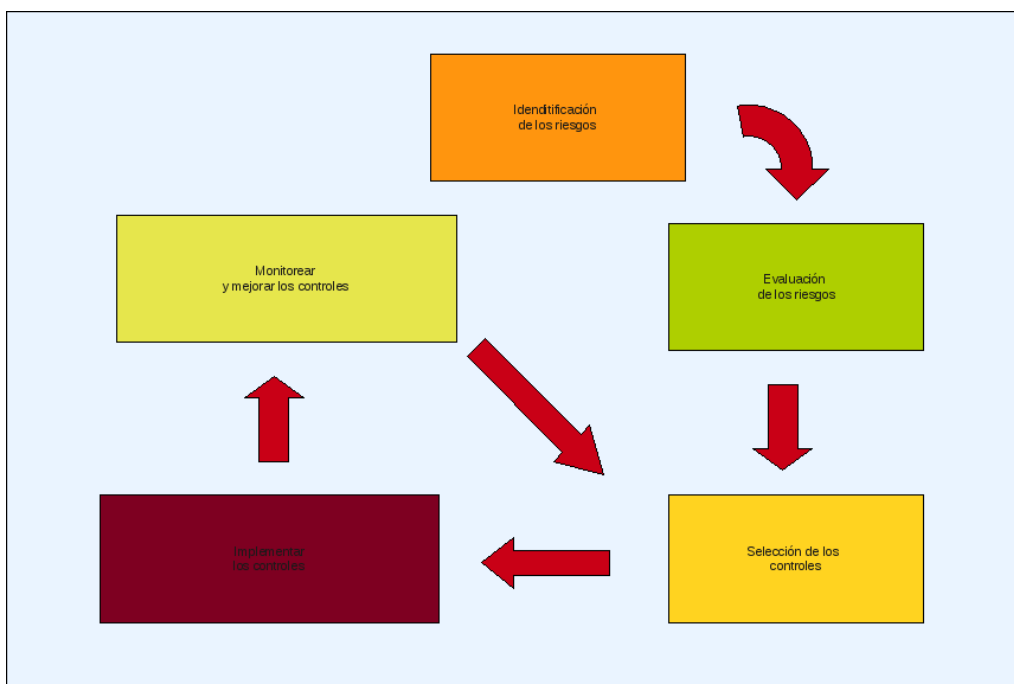 Idenditificación
de los riesgos
Evaluación
de los riesgos
Selección de los
controles
Implementar
los controles
Monitorear
y mejorar los controles